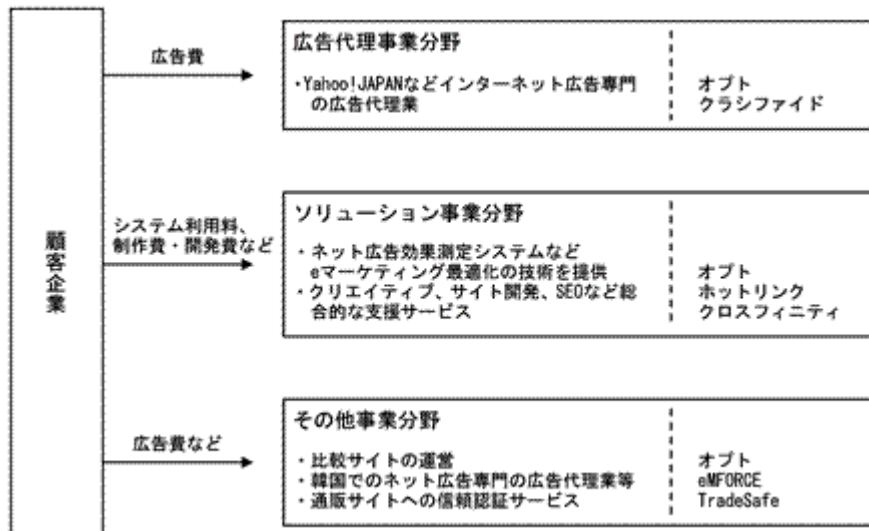 顧客企業
広告費
広告代理事業分野
・Yahoo!JAPANなどインターネット広告専門
の広告代理業
オプト
クラシファイド
システム利用料、
制作費・開発費など
ソリューション事業分野
・ネット広告効果測定システムなど
eマーケティング最適化の技術を提供
・クリエイティブ、サイト開発、SEOなど総
合的な支援サービス
オプト
ホットリンク
クロスフィニティ
広告費など
その他事業分野
・比較サイトの運営
・韓国でのネット広告専門の広告代理業等
・通販サイトへの信頼認証サービス
オプト
eMFORCE
TradeSafe